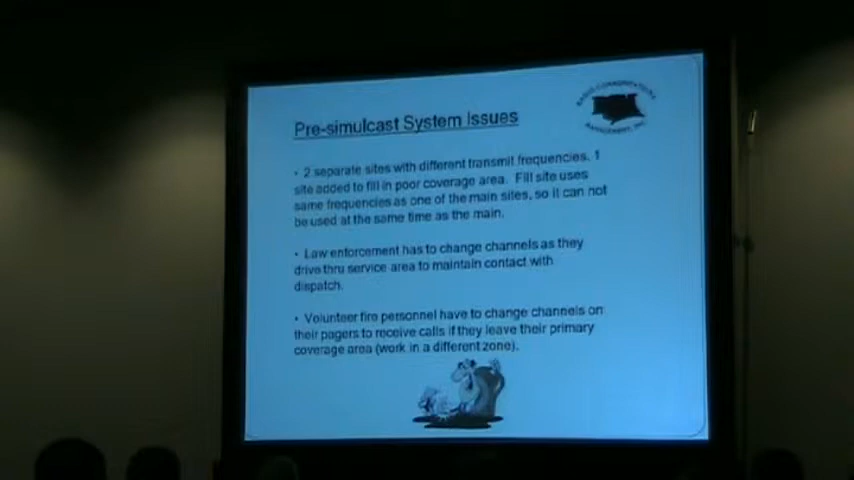 Pre-simulcast System Issues
RADIO COMMUNICATIONS
MANAGEMENT, INC.
• 2 separate sites with different transmit frequencies. 1
site added to fill in poor coverage area. Fill site uses
same frequencies as one of the main sites, so it can not
be used at the same time as the main.
• Law enforcement has to change channels as they
drive thru service area to maintain contact with
dispatch.
• Volunteer fire personnel have to change channels on
their pagers to receive calls if they leave their primary
coverage area (work in a different zone).